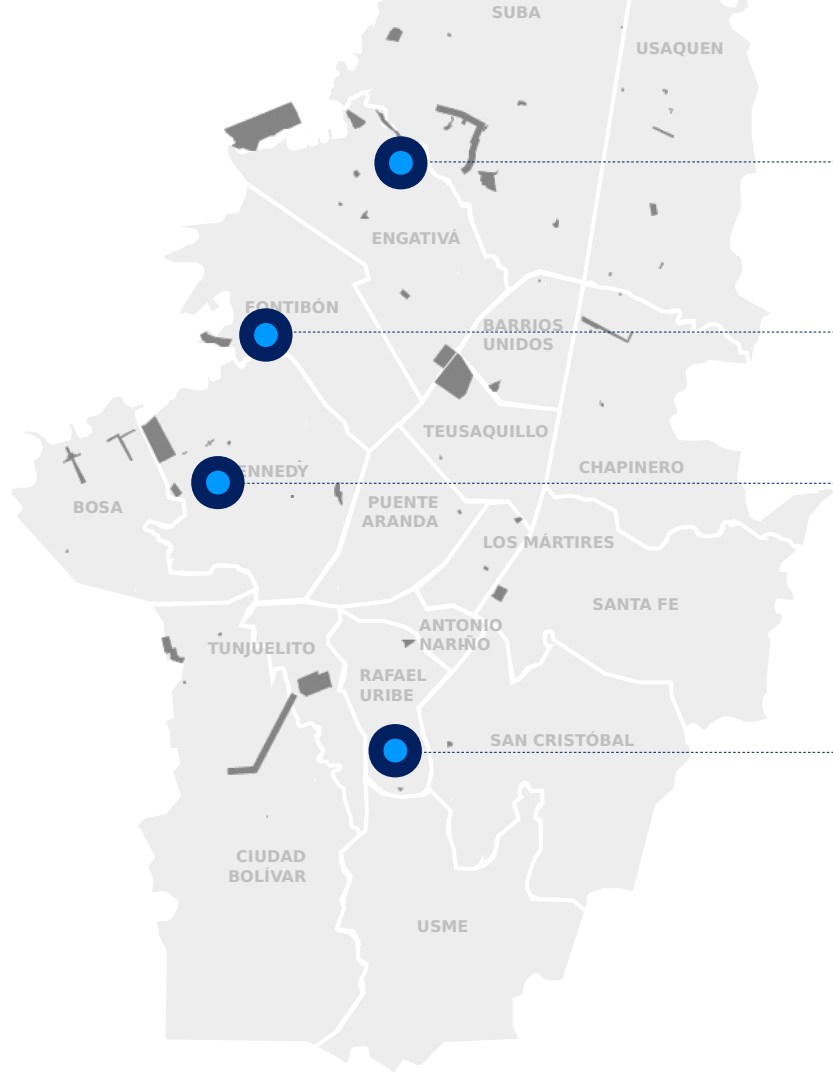 SUBA
USAQUEN
ENGATIVÁ
FONTIBÓN
BARRIOS
UNIDOS
TEUSAQUILLO
CHAPINERO
ENNEDY
BOSA
PUENTE
ARANDA
LOS MÁRTIRES
SANTA FE
ANTONIO
NARIÑO
TUNJUELITO
RAFAEL
URIBE
SAN CRISTÓBAL
CIUDAD
BOLÍVAR
USME